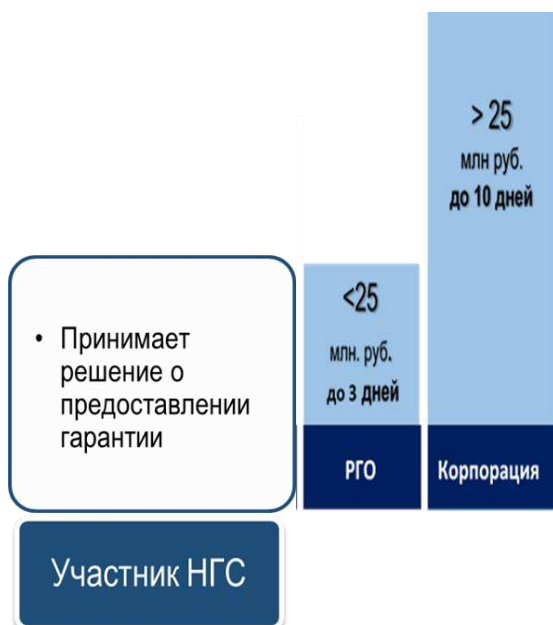 > 25
млн руб.
до 10 дней
<25
млн. руб.
до 3 дней
• Принимает
решение о
предоставлении
гарантии
РГО
Корпорация
Участник НГС